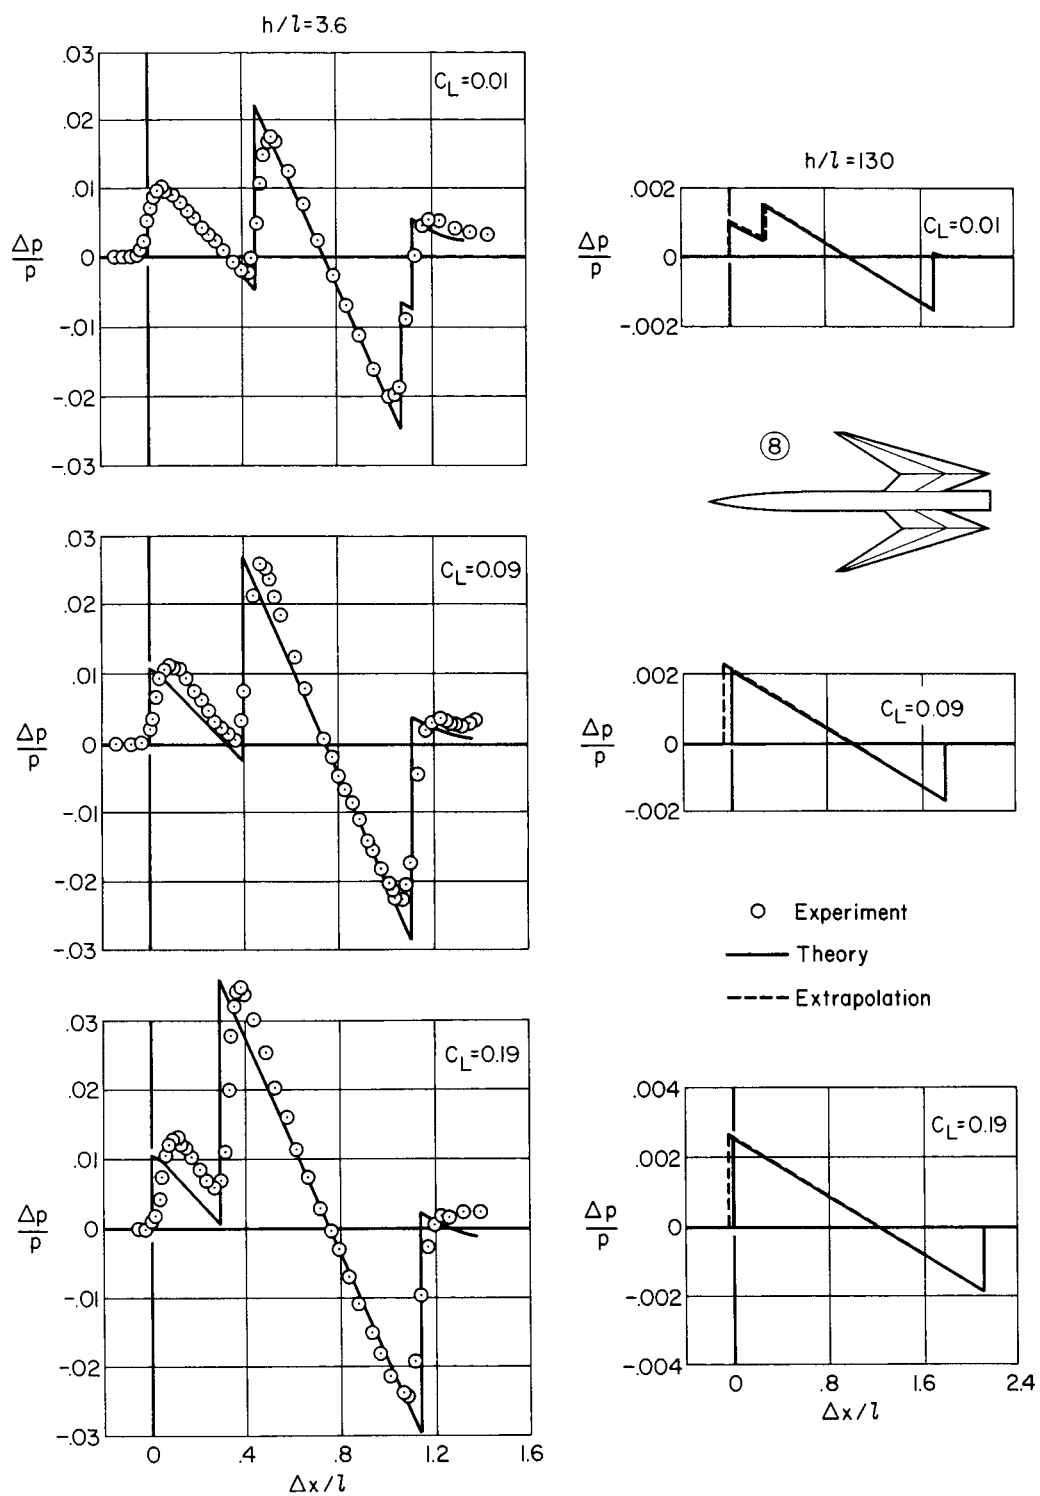 h/l=3.6
.03
.02
.01
0
-.01
-.02
-.03
Δp
p
C_L=0.01
h/l=130
.002
0
-.002
Δp
p
C_L=0.01
8
.03
.02
.01
0
-.01
-.02
-.03
Δp
p
C_L=0.09
.002
0
-.002
Δp
p
C_L=0.09
Experiment
Theory
Extrapolation
.03
.02
.01
0
-.01
-.02
-.03
Δp
p
C_L=0.19
0 .4 .8 1.2 1.6
Δx/l
.004
.002
0
-.002
-.004
Δp
p
C_L=0.19
0 .8 1.6 2.4
Δx/l